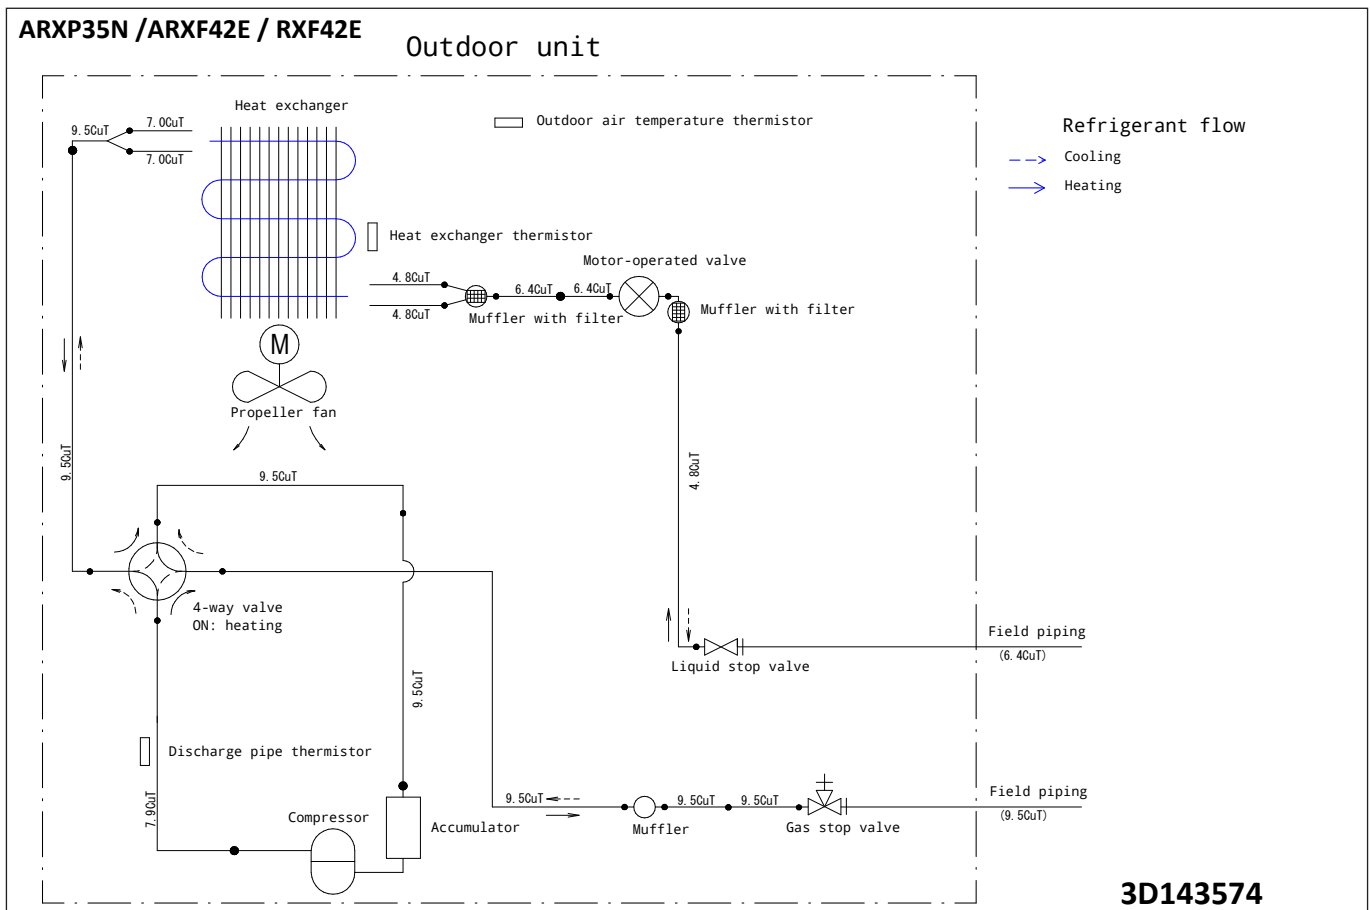 ARXP35N /ARXF42E / RXF42E
Outdoor unit
Heat exchanger
Outdoor air temperature thermistor
9.5CuT
7.0CuT
7.0CuT
Refrigerant flow
Cooling
Heating
Heat exchanger thermistor
Motor-operated valve
4.8CuT
4.8CuT
6.4CuT
6.4CuT
Muffler with filter
Muffler with filter
M
Propeller fan
9.5CuT
9.5CuT
4.8CuT
4-way valve
ON: heating
Field piping
(6.4CuT)
Liquid stop valve
9.5CuT
Discharge pipe thermistor
7.9CuT
Compressor
Accumulator
9.5CuT
9.5CuT
9.5CuT
Muffler
Gas stop valve
Field piping
(9.5CuT)
3D143574